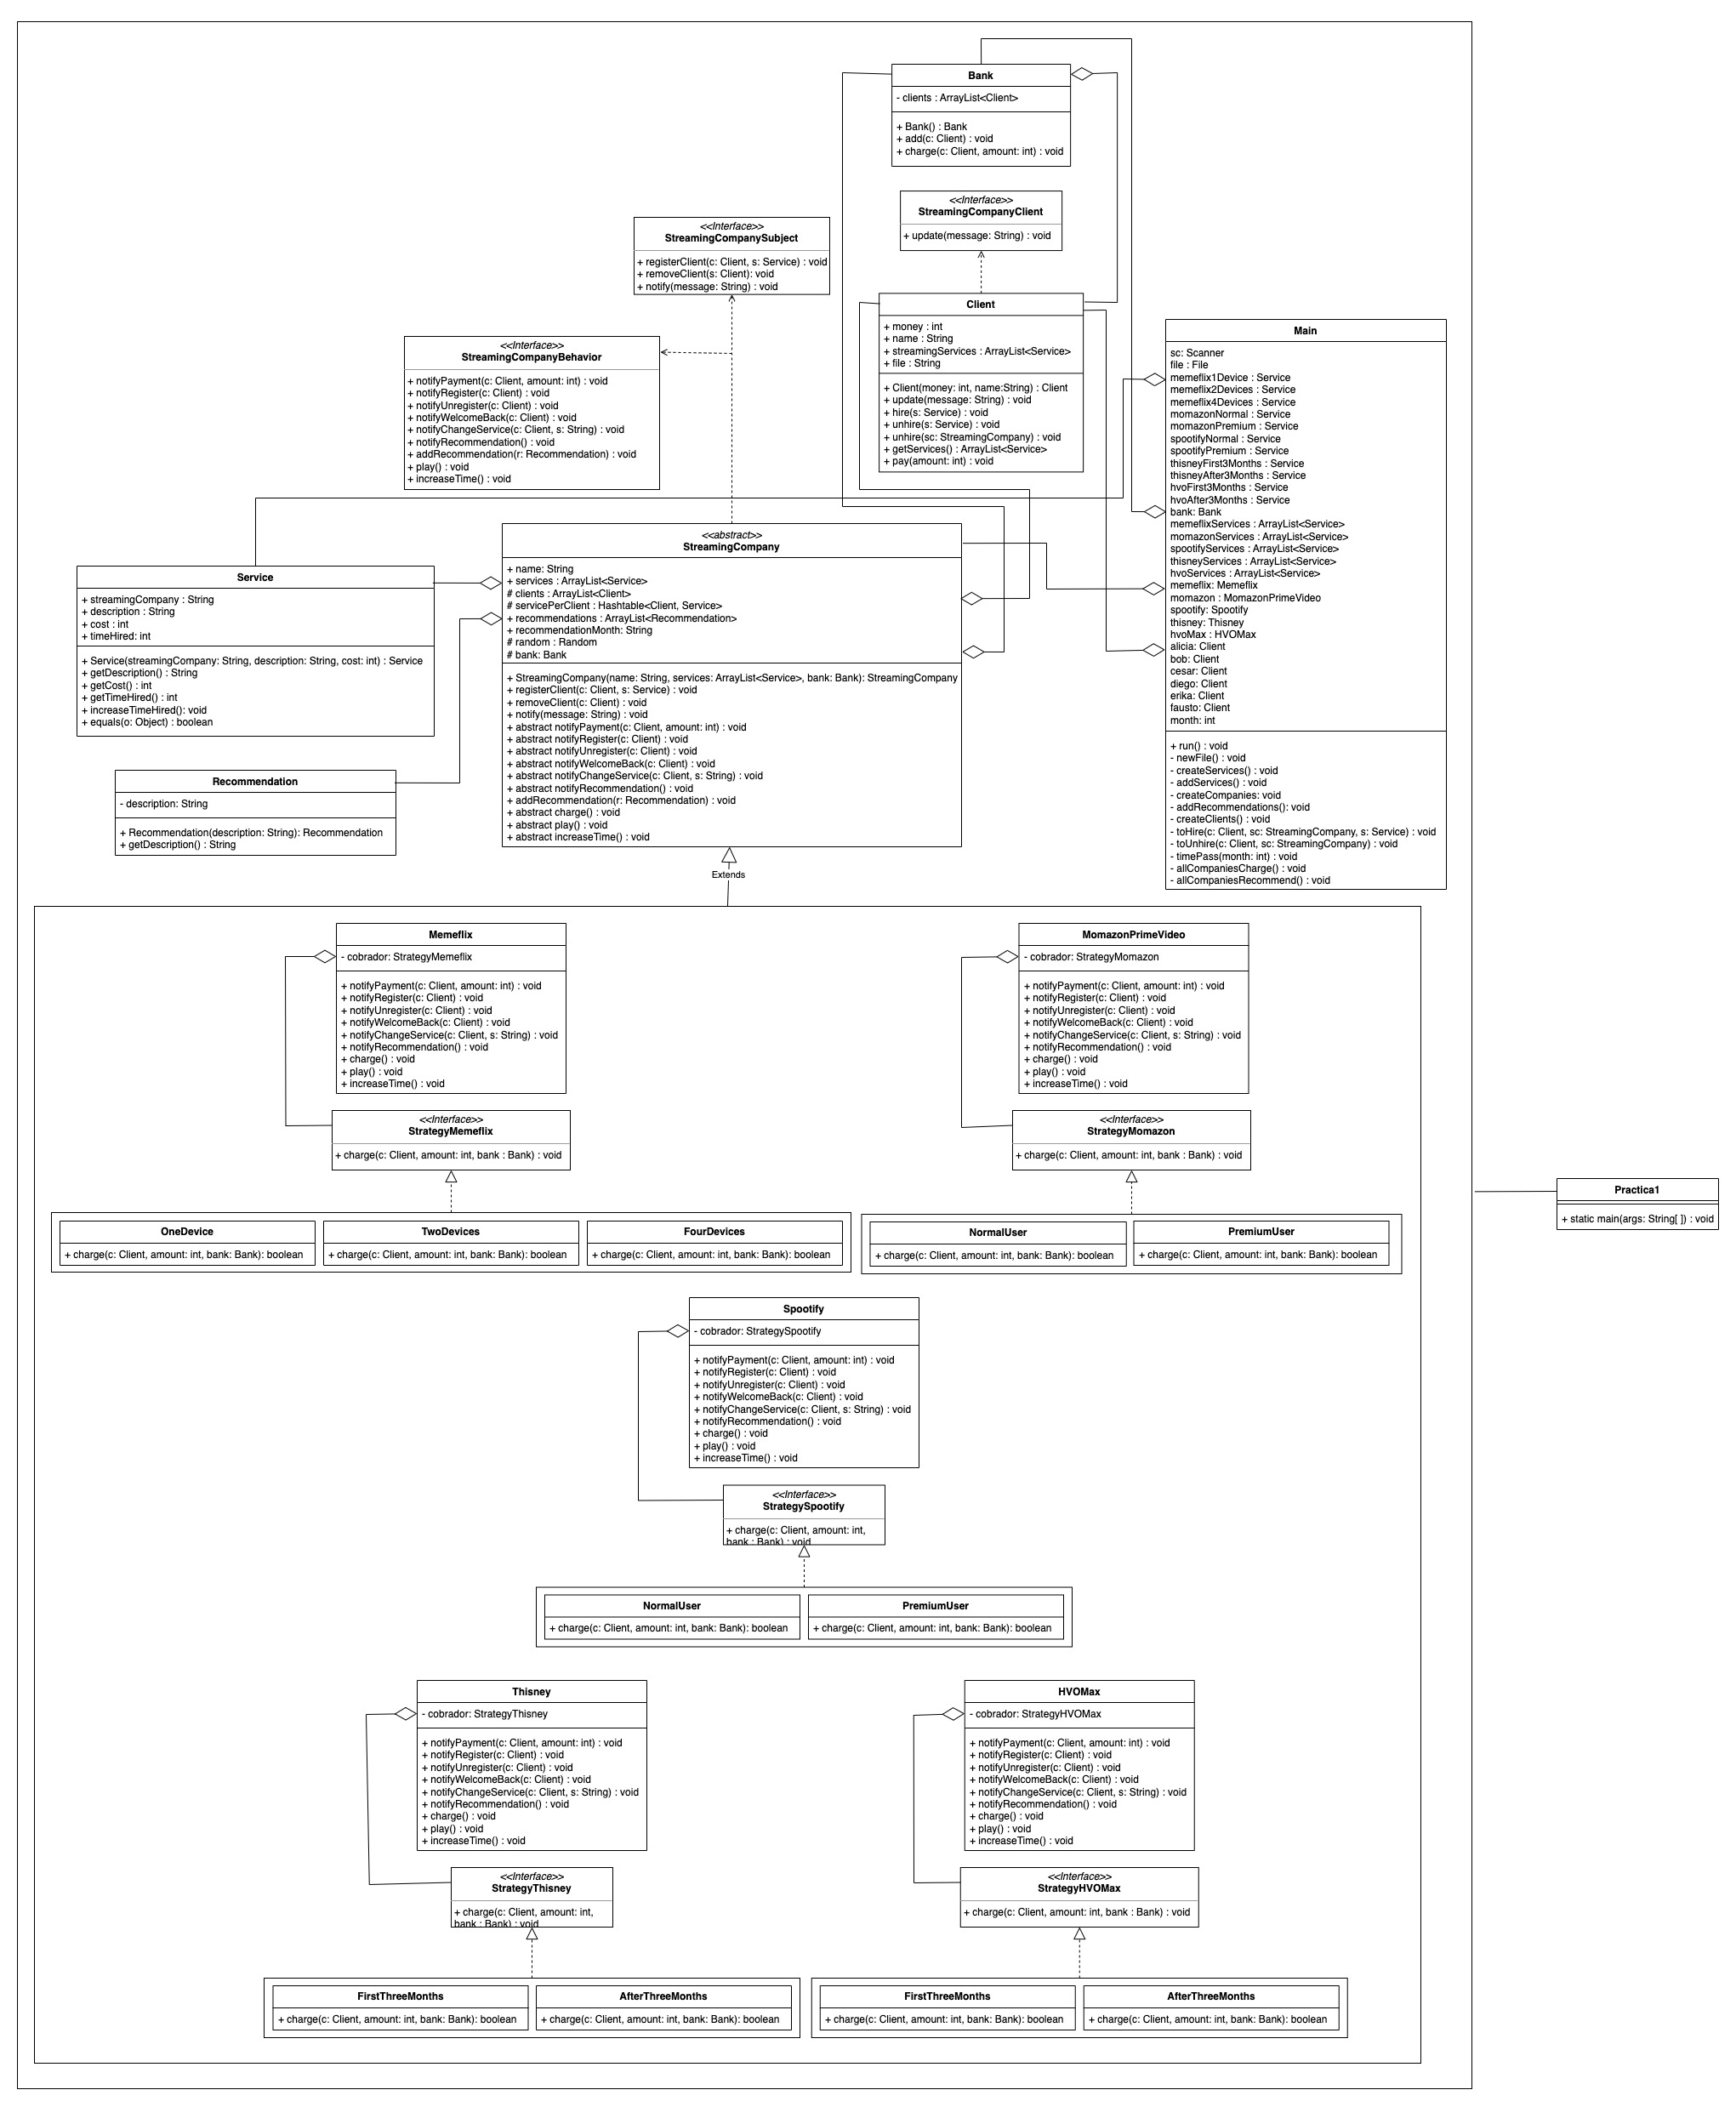 Bank
- clients : ArrayList<Client>
+ Bank() : Bank
+ add(c: Client) : void
+ charge(c: Client, amount: int) : void
<<Interface>>
StreamingCompanyClient
+ update(message: String) : void
<<Interface>>
StreamingCompanySubject
+ registerClient(c: Client, s: Service) : void
+ removeClient(s: Client): void
+ notify(message: String) : void
Client
+ money : int
+ name : String
+ streamingServices : ArrayList<Service>
+ file : String
+ Client(money: int, name:String) : Client
+ update(message: String) : void
+ hire(s: Service) : void
+ unhire(s: Service) : void
+ unhire(sc: StreamingCompany) : void
+ getServices() : ArrayList<Service>
+ pay(amount: int) : void
<<Interface>>
StreamingCompanyBehavior
+ notifyPayment(c: Client, amount: int) : void
+ notifyRegister(c: Client) : void
+ notifyUnregister(c: Client) : void
+ notifyWelcomeBack(c: Client) : void
+ notifyChangeService(c: Client, s: String) : void
+ notifyRecommendation() : void
+ addRecommendation(r: Recommendation) : void
+ play() : void
+ increaseTime() : void
Main
sc: Scanner
file : File
memeflix1Device : Service
memeflix2Devices : Service
memeflix4Devices : Service
momazonNormal : Service
momazonPremium : Service
spootifyNormal : Service
spootifyPremium : Service
thisneyFirst3Months : Service
thisneyAfter3Months : Service
hvoFirst3Months : Service
hvoAfter3Months : Service
bank: Bank
memeflixServices : ArrayList<Service>
momazonServices : ArrayList<Service>
spootifyServices : ArrayList<Service>
thisneyServices : ArrayList<Service>
hvoServices : ArrayList<Service>
memeflix: Memeflix
momazon : MomazonPrimeVideo
spootify: Spootify
thisney: Thisney
hvoMax : HVOMax
alicia: Client
bob: Client
cesar: Client
diego: Client
erika: Client
fausto: Client
month: int
+ run() : void
- newFile() : void
- createServices() : void
- addServices() : void
- createCompanies: void
- addRecommendations(): void
- createClients() : void
- toHire(c: Client, sc: StreamingCompany, s: Service) : void
- toUnhire(c: Client, sc: StreamingCompany) : void
- timePass(month: int) : void
- allCompaniesCharge() : void
- allCompaniesRecommend() : void
<<abstract>>
StreamingCompany
+ name: String
+ services : ArrayList<Service>
# clients : ArrayList<Client>
# servicePerClient : Hashtable<Client, Service>
+ recommendations : ArrayList<Recommendation>
+ recommendationMonth: String
# random : Random
# bank: Bank
+ StreamingCompany(name: String, services: ArrayList<Service>, bank: Bank): StreamingCompany
+ registerClient(c: Client, s: Service) : void
+ removeClient(c: Client) : void
+ notify(message: String) : void
+ abstract notifyPayment(c: Client, amount: int) : void
+ abstract notifyRegister(c: Client) : void
+ abstract notifyUnregister(c: Client) : void
+ abstract notifyWelcomeBack(c: Client) : void
+ abstract notifyChangeService(c: Client, s: String) : void
+ abstract notifyRecommendation() : void
+ addRecommendation(r: Recommendation) : void
+ abstract charge() : void
+ abstract play() : void
+ abstract increaseTime() : void
Service
+ streamingCompany : String
+ description : String
+ cost : int
+ timeHired: int
+ Service(streamingCompany: String, description: String, cost: int) : Service
+ getDescription() : String
+ getCost() : int
+ getTimeHired() : int
+ increaseTimeHired(): void
+ equals(o: Object) : boolean
Recommendation
- description: String
+ Recommendation(description: String): Recommendation
+ getDescription() : String
Extends
Memeflix
- cobrador: StrategyMemeflix
+ notifyPayment(c: Client, amount: int) : void
+ notifyRegister(c: Client) : void
+ notifyUnregister(c: Client) : void
+ notifyWelcomeBack(c: Client) : void
+ notifyChangeService(c: Client, s: String) : void
+ notifyRecommendation() : void
+ charge() : void
+ play() : void
+ increaseTime() : void
<<Interface>>
StrategyMemeflix
+ charge(c: Client, amount: int, bank : Bank) : void
OneDevice
+ charge(c: Client, amount: int, bank: Bank): boolean
TwoDevices
+ charge(c: Client, amount: int, bank: Bank): boolean
FourDevices
+ charge(c: Client, amount: int, bank: Bank): boolean
MomazonPrimeVideo
- cobrador: StrategyMomazon
+ notifyPayment(c: Client, amount: int) : void
+ notifyRegister(c: Client) : void
+ notifyUnregister(c: Client) : void
+ notifyWelcomeBack(c: Client) : void
+ notifyChangeService(c: Client, s: String) : void
+ notifyRecommendation() : void
+ charge() : void
+ play() : void
+ increaseTime() : void
<<Interface>>
StrategyMomazon
+ charge(c: Client, amount: int, bank : Bank) : void
NormalUser
+ charge(c: Client, amount: int, bank: Bank): boolean
PremiumUser
+ charge(c: Client, amount: int, bank: Bank): boolean
Practica1
+ static main(args: String[ ]) : void
Spootify
- cobrador: StrategySpootify
+ notifyPayment(c: Client, amount: int) : void
+ notifyRegister(c: Client) : void
+ notifyUnregister(c: Client) : void
+ notifyWelcomeBack(c: Client) : void
+ notifyChangeService(c: Client, s: String) : void
+ notifyRecommendation() : void
+ charge() : void
+ play() : void
+ increaseTime() : void
<<Interface>>
StrategySpootify
+ charge(c: Client, amount: int,
bank : Bank) : void
NormalUser
+ charge(c: Client, amount: int, bank: Bank): boolean
PremiumUser
+ charge(c: Client, amount: int, bank: Bank): boolean
Thisney
- cobrador: StrategyThisney
+ notifyPayment(c: Client, amount: int) : void
+ notifyRegister(c: Client) : void
+ notifyUnregister(c: Client) : void
+ notifyWelcomeBack(c: Client) : void
+ notifyChangeService(c: Client, s: String) : void
+ notifyRecommendation() : void
+ charge() : void
+ play() : void
+ increaseTime() : void
<<Interface>>
StrategyThisney
+ charge(c: Client, amount: int,
bank : Bank) : void
FirstThreeMonths
+ charge(c: Client, amount: int, bank: Bank): boolean
AfterThreeMonths
+ charge(c: Client, amount: int, bank: Bank): boolean
HVOMax
- cobrador: StrategyHVOMax
+ notifyPayment(c: Client, amount: int) : void
+ notifyRegister(c: Client) : void
+ notifyUnregister(c: Client) : void
+ notifyWelcomeBack(c: Client) : void
+ notifyChangeService(c: Client, s: String) : void
+ notifyRecommendation() : void
+ charge() : void
+ play() : void
+ increaseTime() : void
<<Interface>>
StrategyHVOMax
+ charge(c: Client, amount: int, bank : Bank) : void
FirstThreeMonths
+ charge(c: Client, amount: int, bank: Bank): boolean
AfterThreeMonths
+ charge(c: Client, amount: int, bank: Bank): boolean